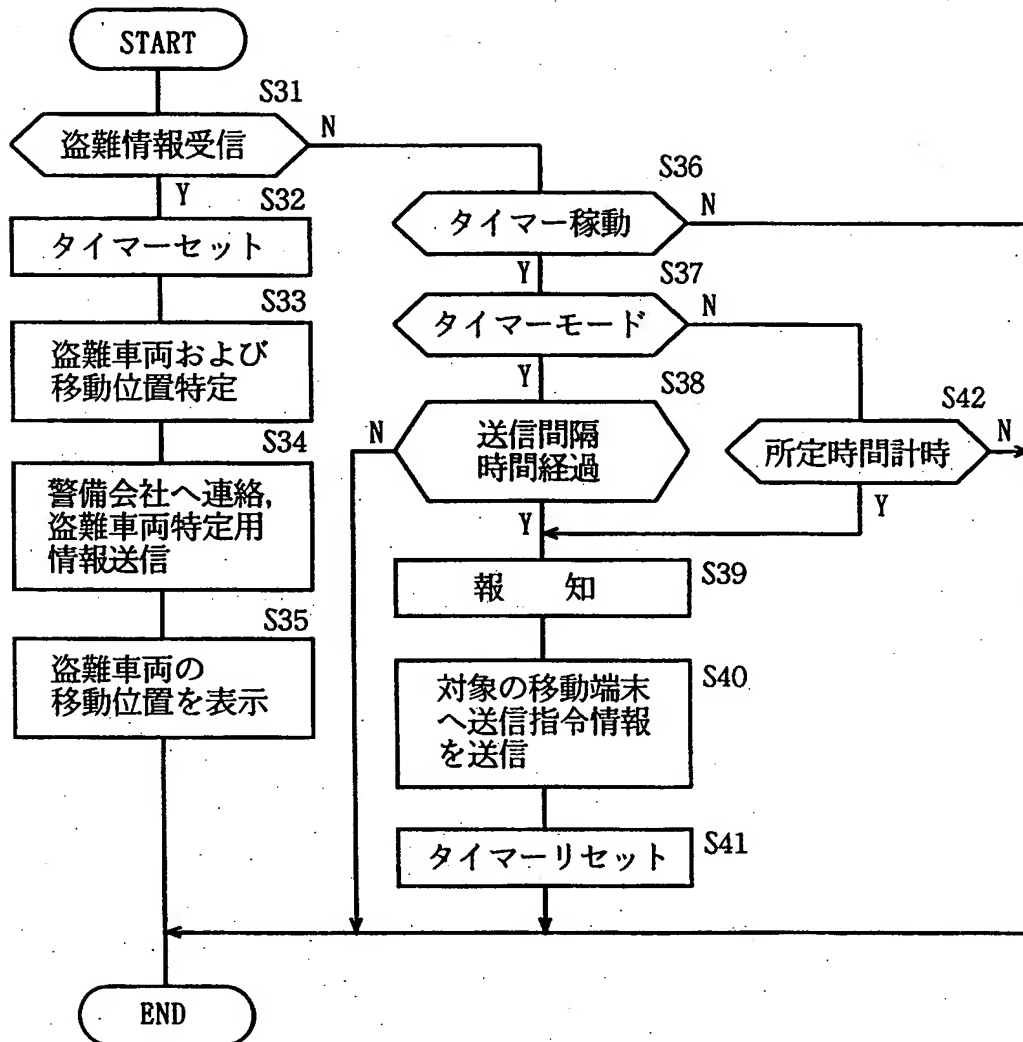 START
S31
盗難情報受信
N
Y
S32
タイマーセット
S33
盗難車両および
移動位置特定
S34
警備会社へ連絡,
盗難車両特定用
情報送信
S35
盗難車両の
移動位置を表示
S36
タイマー稼動
N
Y
S37
タイマーモード
N
Y
S38
送信間隔
時間経過
N
Y
S42
所定時間計時
N
Y
S39
報 知
S40
対象の移動端末
へ送信指令情報
を送信
S41
タイマーリセット
END